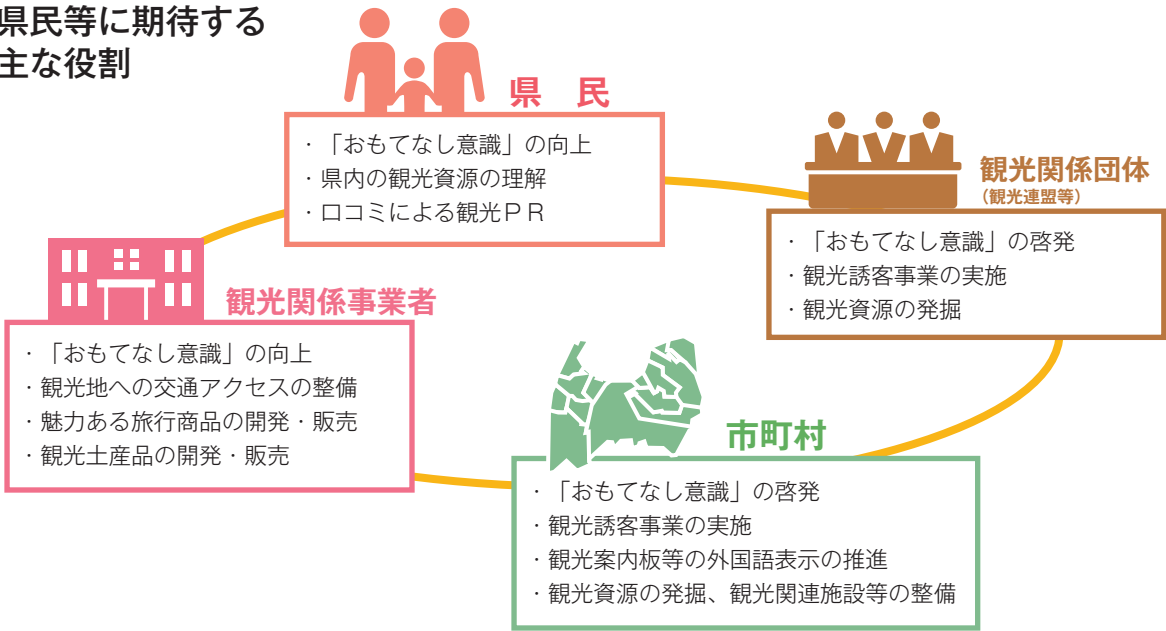 県民等に期待する
主な役割
県　民
・「おもてなし意識」の向上
・県内の観光資源の理解
・口コミによる観光ＰＲ
観光関係団体
（観光連盟等）
・「おもてなし意識」の啓発
・観光誘客事業の実施
・観光資源の発掘
観光関係事業者
・「おもてなし意識」の向上
・観光地への交通アクセスの整備
・魅力ある旅行商品の開発・販売
・観光土産品の開発・販売
市町村
・「おもてなし意識」の啓発
・観光誘客事業の実施
・観光案内板等の外国語表示の推進
・観光資源の発掘、観光関連施設等の整備